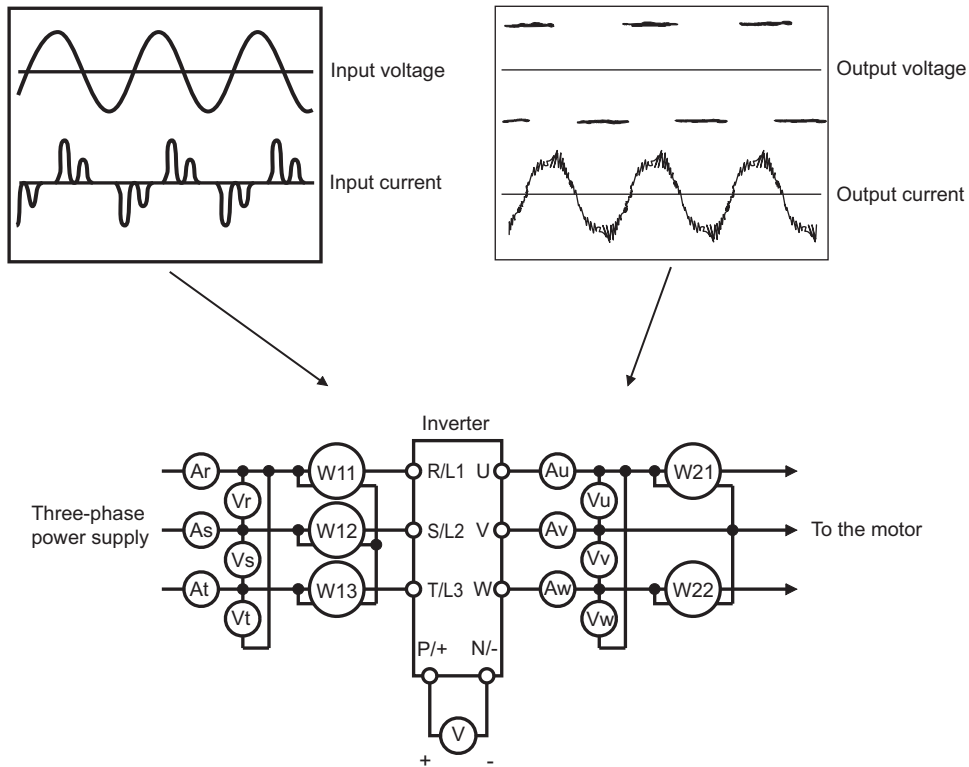 Input voltage
Input current
Output voltage
Output current
Inverter
Ar
Vr
W11
R/L1
U
Au
Vu
W21
Three-phase
power supply
As
Vs
W12
S/L2
V
Av
Vv
To the motor
At
Vt
W13
T/L3
W
Aw
Vw
W22
P/+
N/-
V
+
-